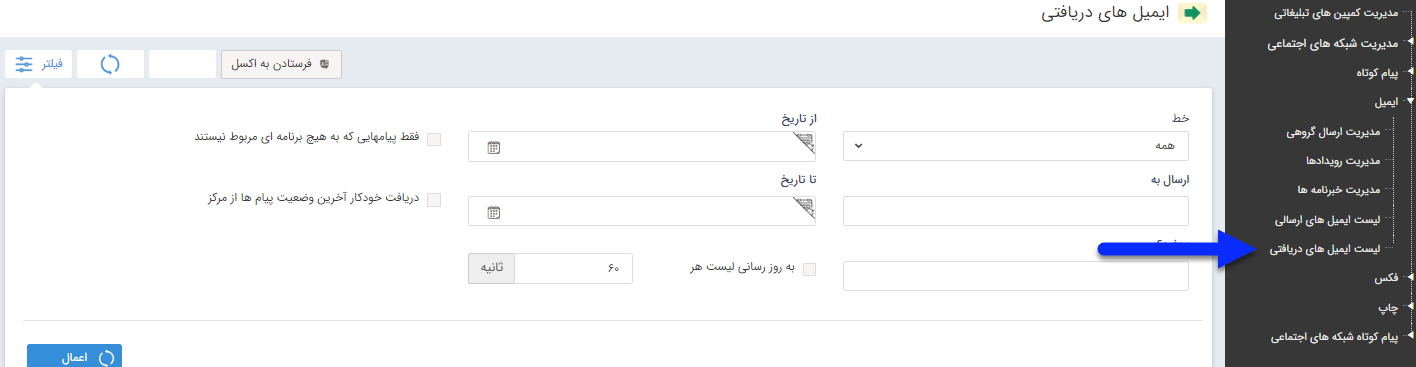 مدیریت کمپین های تبلیغاتی
مدیریت شبکه های اجتماعی
پیام کوتاه
ایمیل
مدیریت ارسال گروهی
مدیریت رویدادها
مدیریت خبرنامه ها
لیست ایمیل های ارسالی
لیست ایمیل های دریافتی
فکس
چاپ
پیام کوتاه شبکه های اجتماعی
ایمیل های دریافتی
فرستادن به اکسل
فیلتر
خط
همه
از تاریخ
فقط پیامهایی که به هیچ برنامه ای مربوط نیستند
ارسال به
تا تاریخ
دریافت خودکار آخرین وضعیت پیام ها از مرکز
به روز رسانی لیست هر
۶۰
ثانیه
اعمال